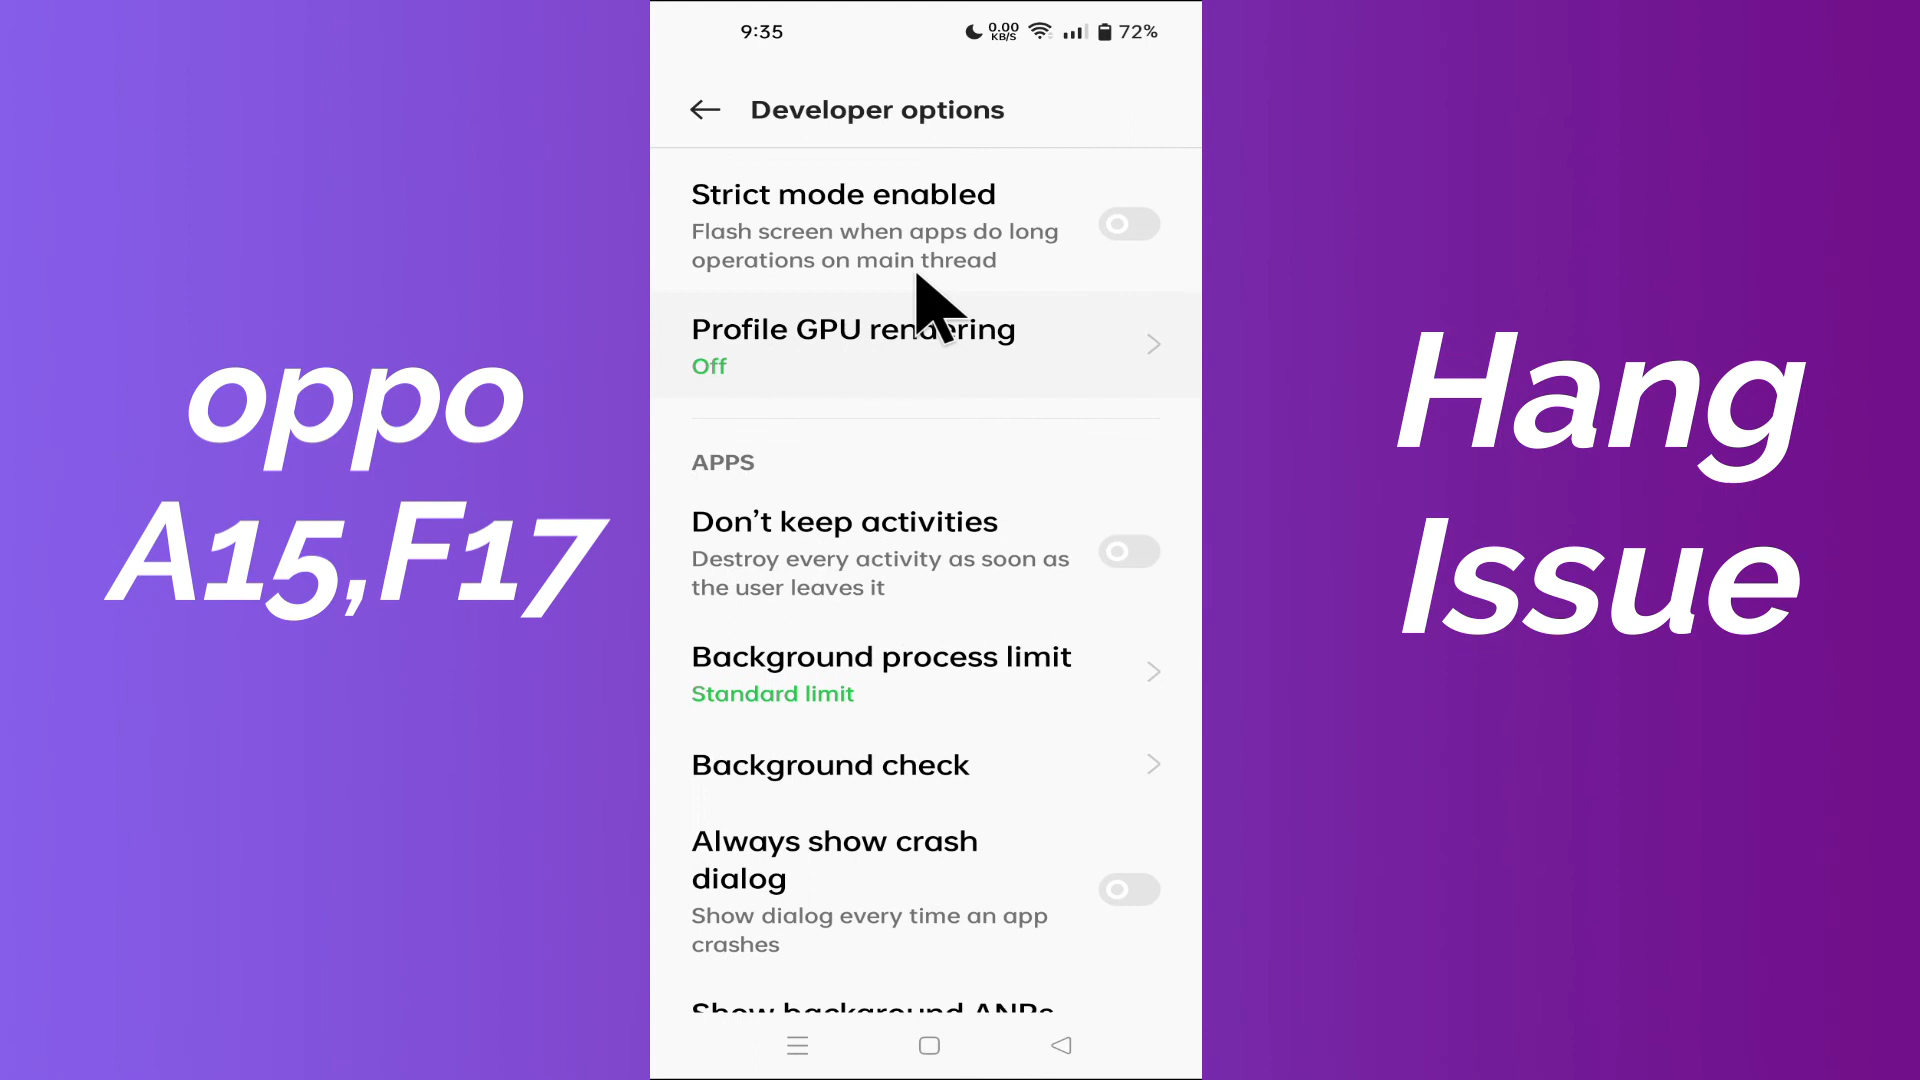 9:35
0.00
KB/S
72%
Developer options
Strict mode enabled
Flash screen when apps do long
operations on main thread
Profile GPU rendering
Off
APPS
Don't keep activities
Destroy every activity as soon as
the user leaves it
Background process limit
Standard limit
Background check
Always show crash
dialog
Show dialog every time an app
crashes
Show background ANRs
oppo
A15,F17
Hang
Issue